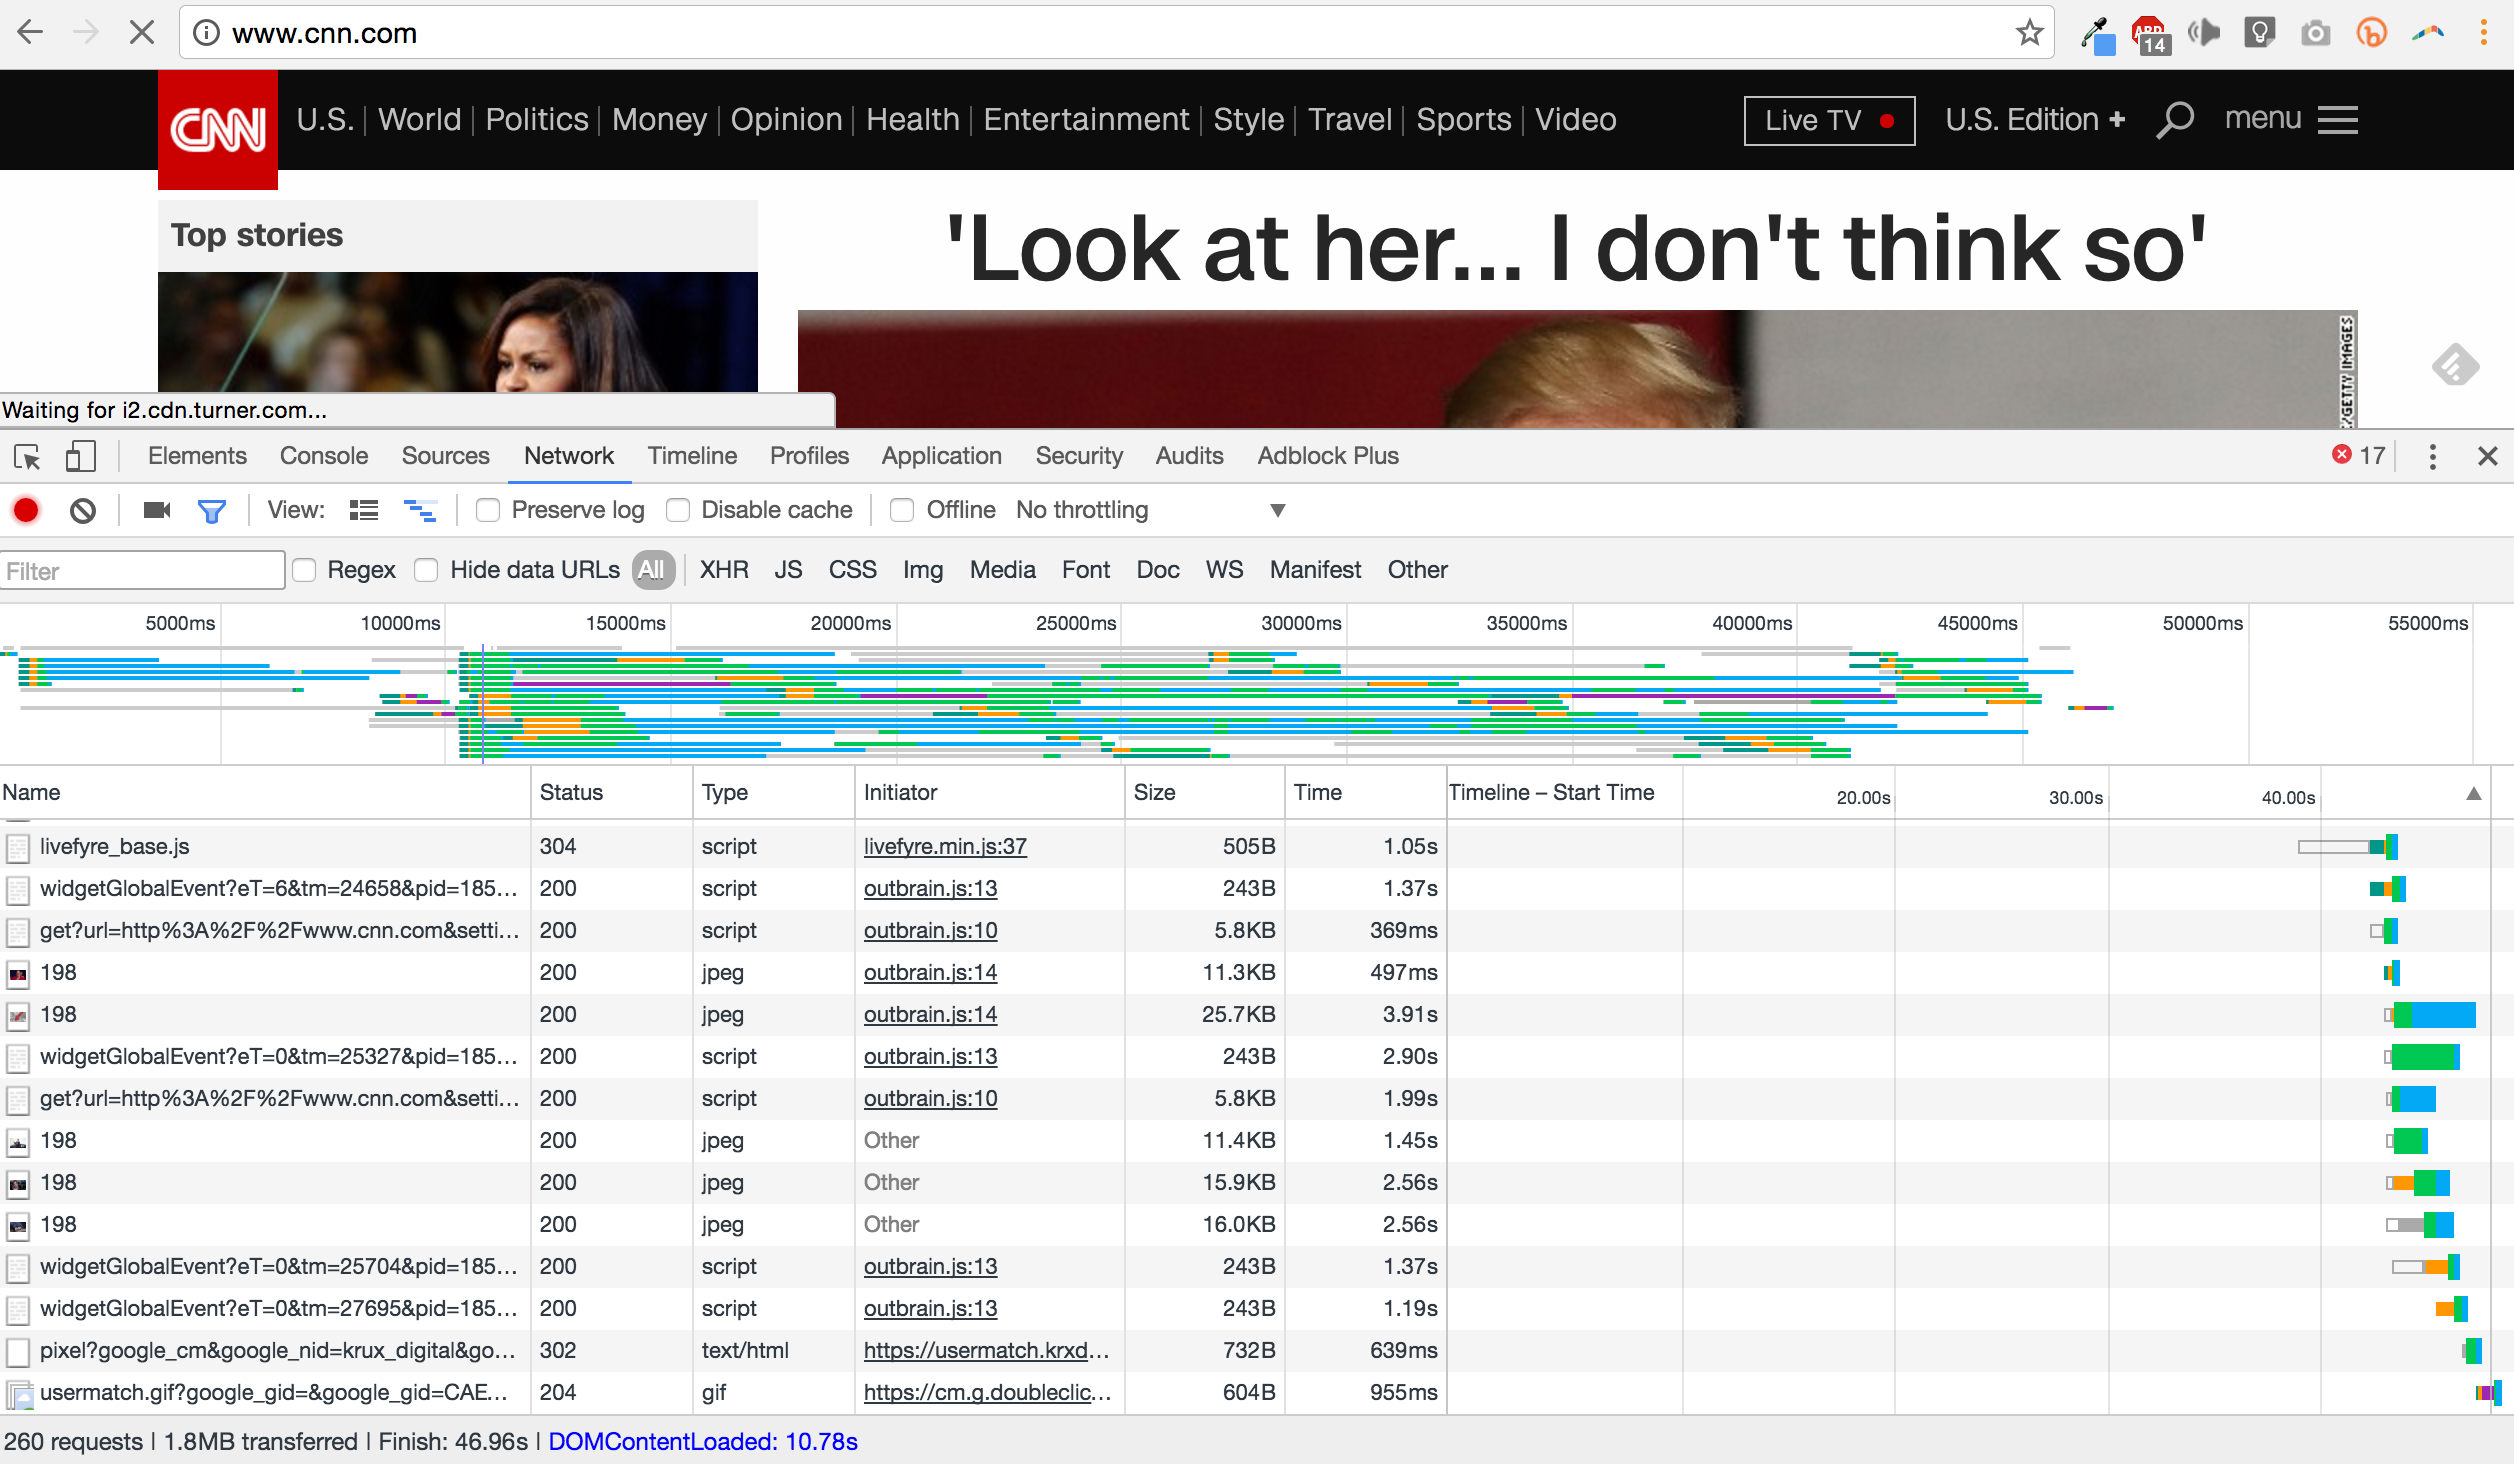 www.cnn.com
ABP
14
CNN
U.S. World Politics Money Opinion Health Entertainment Style Travel Sports Video
Live TV
U.S. Edition +
menu
Top stories
'Look at her... I don't think so'
/GETTY IMAGES
Waiting for i2.cdn.turner.com...
Elements Console Sources Network Timeline Profiles Application Security Audits Adblock Plus
17
View:
Preserve log Disable cache Offline No throttling
Filter Regex Hide data URLs All XHR JS CSS Img Media Font Doc WS Manifest Other
5000ms 10000ms 15000ms 20000ms 25000ms 30000ms 35000ms 40000ms 45000ms 50000ms 55000ms
Name Status Type Initiator Size Time Timeline – Start Time 20.00s 30.00s 40.00s
livefyre_base.js 304 script livefyre.min.js:37 505B 1.05s
widgetGlobalEvent?eT=6&tm=24658&pid=185... 200 script outbrain.js:13 243B 1.37s
get?url=http%3A%2F%2Fwww.cnn.com&setti... 200 script outbrain.js:10 5.8KB 369ms
198 200 jpeg outbrain.js:14 11.3KB 497ms
198 200 jpeg outbrain.js:14 25.7KB 3.91s
widgetGlobalEvent?eT=0&tm=25327&pid=185... 200 script outbrain.js:13 243B 2.90s
get?url=http%3A%2F%2Fwww.cnn.com&setti... 200 script outbrain.js:10 5.8KB 1.99s
198 200 jpeg Other 11.4KB 1.45s
198 200 jpeg Other 15.9KB 2.56s
198 200 jpeg Other 16.0KB 2.56s
widgetGlobalEvent?eT=0&tm=25704&pid=185... 200 script outbrain.js:13 243B 1.37s
widgetGlobalEvent?eT=0&tm=27695&pid=185... 200 script outbrain.js:13 243B 1.19s
pixel?google_cm&google_nid=krux_digital&go... 302 text/html https://usermatch.krxd... 732B 639ms
usermatch.gif?google_gid=&google_gid=CAE... 204 gif https://cm.g.doubleclic... 604B 955ms
260 requests | 1.8MB transferred | Finish: 46.96s | DOMContentLoaded: 10.78s